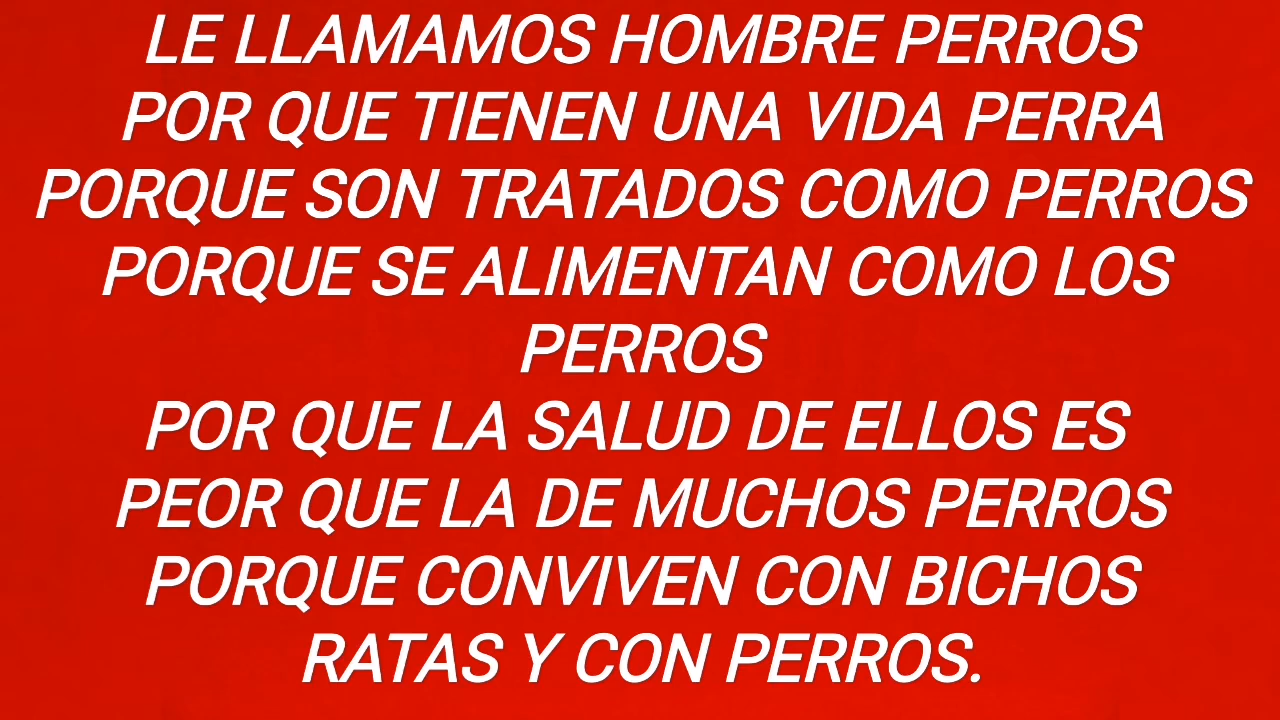 LE LLAMAMOS HOMBRE PERROS
POR QUE TIENEN UNA VIDA PERRA
PORQUE SON TRATADOS COMO PERROS
PORQUE SE ALIMENTAN COMO LOS
PERROS
POR QUE LA SALUD DE ELLOS ES
PEOR QUE LA DE MUCHOS PERROS
PORQUE CONVIVEN CON BICHOS
RATAS Y CON PERROS.